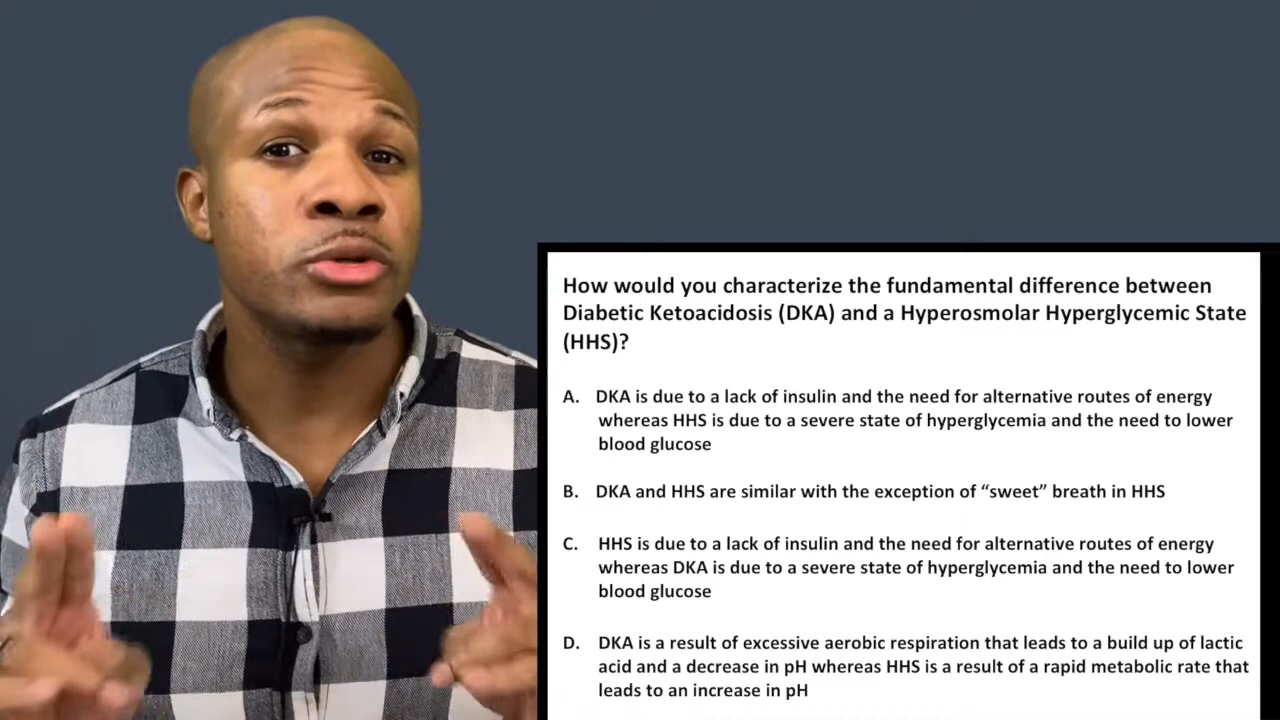 How would you characterize the fundamental difference between
Diabetic Ketoacidosis (DKA) and a Hyperosmolar Hyperglycemic State
(HHS)?
A. DKA is due to a lack of insulin and the need for alternative routes of energy
whereas HHS is due to a severe state of hyperglycemia and the need to lower
blood glucose
B. DKA and HHS are similar with the exception of “sweet” breath in HHS
C. HHS is due to a lack of insulin and the need for alternative routes of energy
whereas DKA is due to a severe state of hyperglycemia and the need to lower
blood glucose
D. DKA is a result of excessive aerobic respiration that leads to a build up of lactic
acid and a decrease in pH whereas HHS is a result of a rapid metabolic rate that
leads to an increase in pH